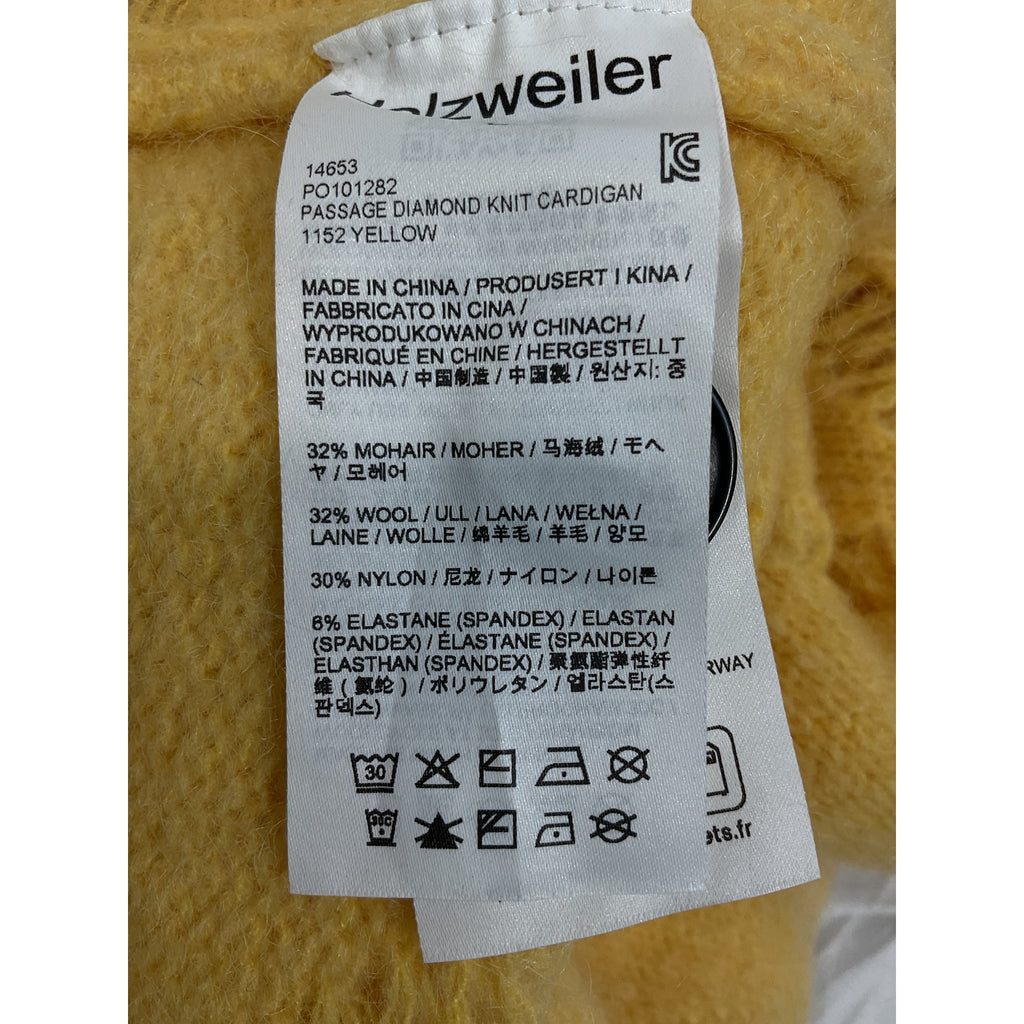 Holzweiler
14653
PO101282
PASSAGE DIAMOND KNIT CARDIGAN
1152 YELLOW
MADE IN CHINA / PRODUSERT I KINA /
FABBRICATO IN CINA /
WYPRODUKOWANO W CHINACH /
FABRIQUÉ EN CHINE / HERGESTELLT
IN CHINA / 中国制造 / 中国製 / 원산지: 중
국
32% MOHAIR / MOHER / 马海绒 / モヘ
ヤ / 모헤어
32% WOOL / ULL / LANA / WEŁNA /
LAINE / WOLLE / 绵羊毛 / 羊毛 / 양모
30% NYLON / 尼龙 / ナイロン / 나이론
6% ELASTANE (SPANDEX) / ELASTAN
(SPANDEX) / ÉLASTANE (SPANDEX) /
ELASTHAN (SPANDEX) / 聚氨酯弹性纤
维 ( 氨纶 ) / ポリウレタン / 얼라스탄(스
판덱스)
30
30C
RWAY
ets.fr